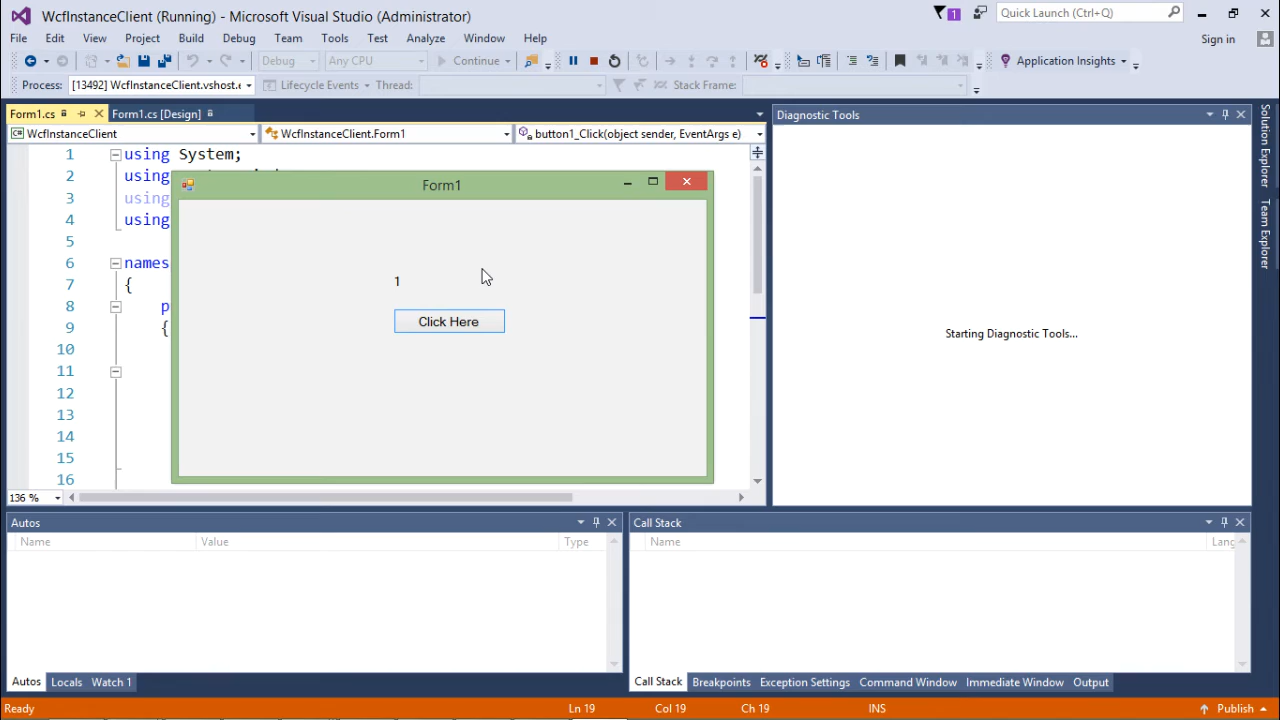 WcfInstanceClient (Running) - Microsoft Visual Studio (Administrator)
1
Quick Launch (Ctrl+Q)
File Edit View Project Build Debug Team Tools Test Analyze Window Help
Sign in
Debug Any CPU Continue Application Insights
Process: [13492] WcfInstanceClient.vshost.e Lifecycle Events Thread: Stack Frame:
Form1.cs Form1.cs [Design]
Diagnostic Tools
WcfInstanceClient WcfInstanceClient.Form1 button1_Click(object sender, EventArgs e)
1 using System;
2 using
3 using
4 using
5
6 names
7 {
8 p
9 {
10
11
12
13
14
15
16
Form1
1
Click Here
Starting Diagnostic Tools...
Solution Explorer
Team Explorer
136 %
Autos
Name Value Type
Call Stack
Name Lang
Autos Locals Watch 1
Call Stack Breakpoints Exception Settings Command Window Immediate Window Output
Ready Ln 19 Col 19 Ch 19 INS Publish